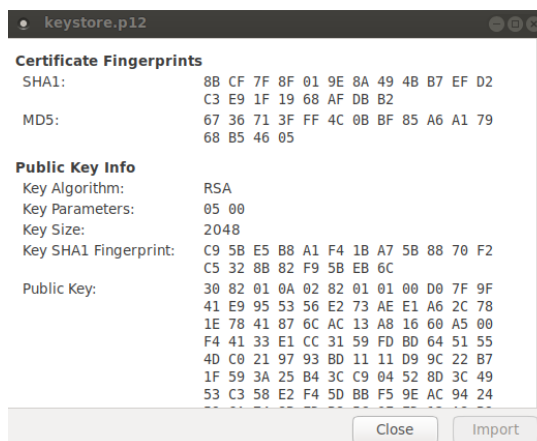 keystore.p12
Certificate Fingerprints
SHA1: 8B CF 7F 8F 01 9E 8A 49 4B B7 EF D2
C3 E9 1F 19 68 AF DB B2
MD5: 67 36 71 3F FF 4C 0B BF 85 A6 A1 79
68 B5 46 05
Public Key Info
Key Algorithm: RSA
Key Parameters: 05 00
Key Size: 2048
Key SHA1 Fingerprint: C9 5B E5 B8 A1 F4 1B A7 5B 88 70 F2
C5 32 8B 82 F9 5B EB 6C
Public Key: 30 82 01 0A 02 82 01 01 00 D0 7F 9F
41 E9 95 53 56 E2 73 AE E1 A6 2C 78
1E 78 41 87 6C AC 13 A8 16 60 A5 00
F4 41 33 E1 CC 31 59 FD BD 64 51 55
4D C0 21 97 93 BD 11 11 D9 9C 22 B7
1F 59 3A 25 B4 3C C9 04 52 8D 3C 49
53 C3 58 E2 F4 5D BB F5 9E AC 94 24
Close Import